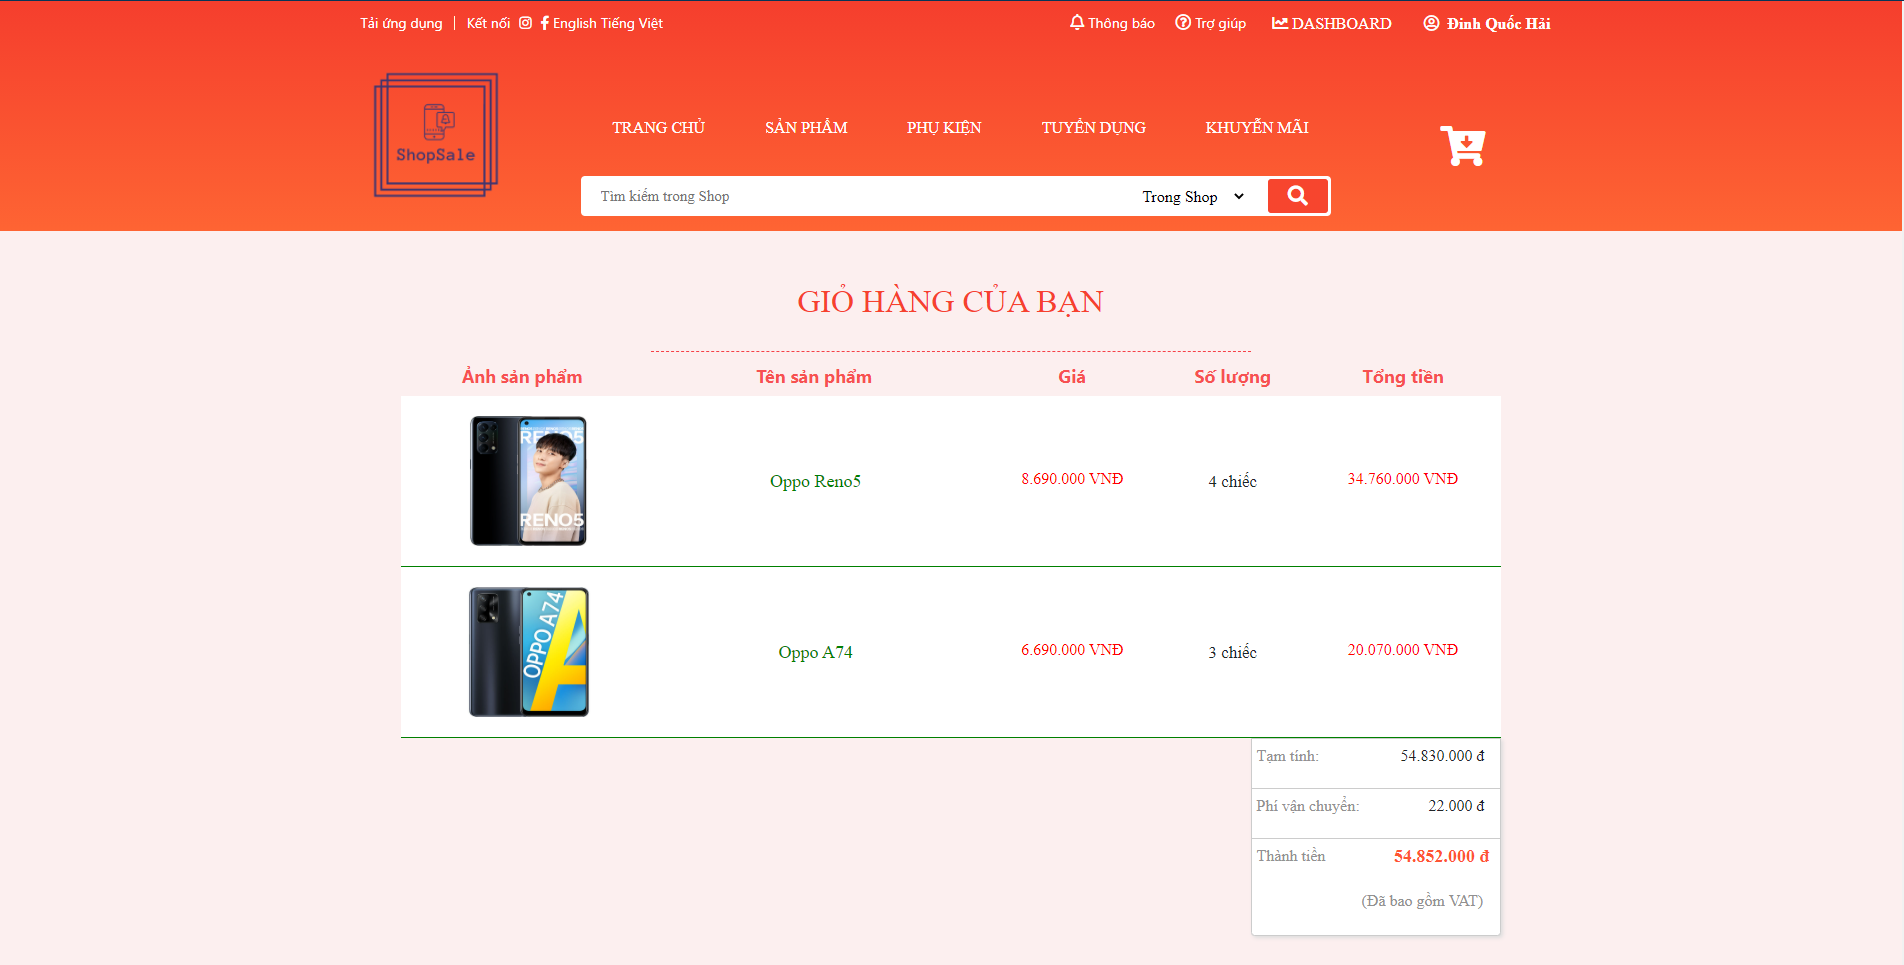 Tải ứng dụng | Kết nối English Tiếng Việt Thông báo Trợ giúp DASHBOARD Đinh Quốc Hải
ShopSale
TRANG CHỦ SẢN PHẨM PHỤ KIỆN TUYỂN DỤNG KHUYỄN MÃI
Tìm kiếm trong Shop Trong Shop
GIỎ HÀNG CỦA BẠN
Ảnh sản phẩm Tên sản phẩm Giá Số lượng Tổng tiền
RENO5
RENO5
Oppo Reno5 8.690.000 VNĐ 4 chiếc 34.760.000 VNĐ
OPPO A74
Oppo A74 6.690.000 VNĐ 3 chiếc 20.070.000 VNĐ
Tạm tính: 54.830.000 đ
Phí vận chuyển: 22.000 đ
Thành tiền 54.852.000 đ
(Đã bao gồm VAT)